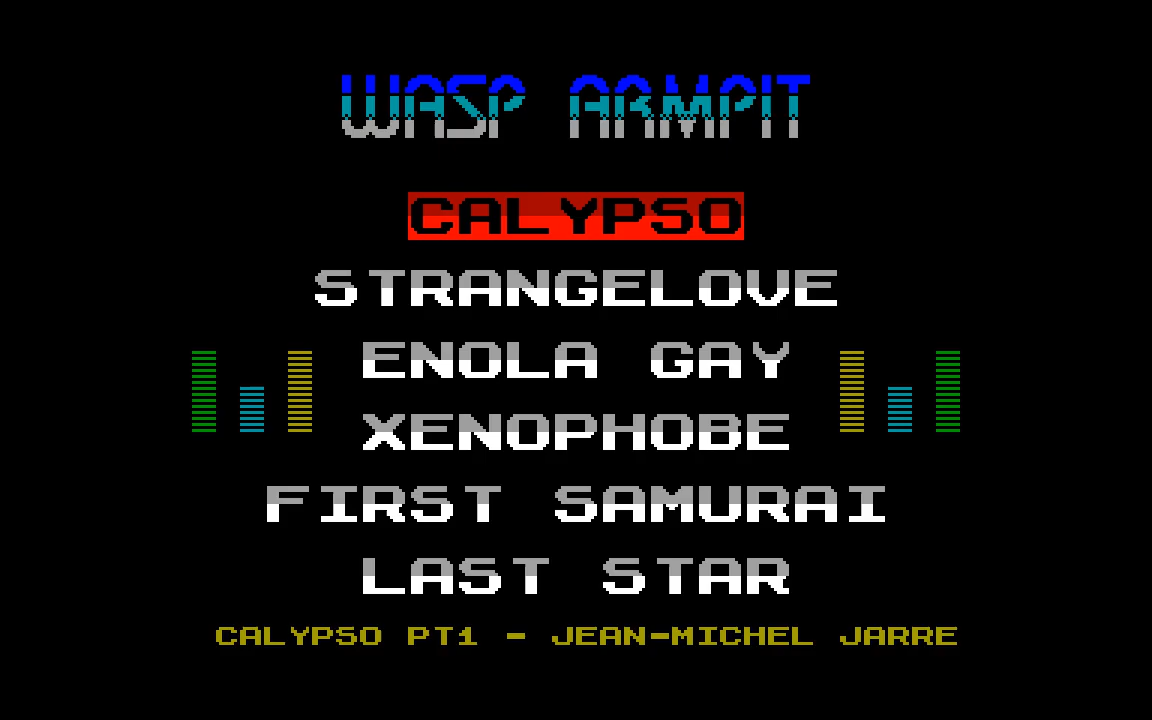 WASP ARMPIT
CALYPSO
STRANGELOVE
ENOLA GAY
XENOPHOBE
FIRST SAMURAI
LAST STAR
CALYPSO PT1 - JEAN-MICHEL JARRE